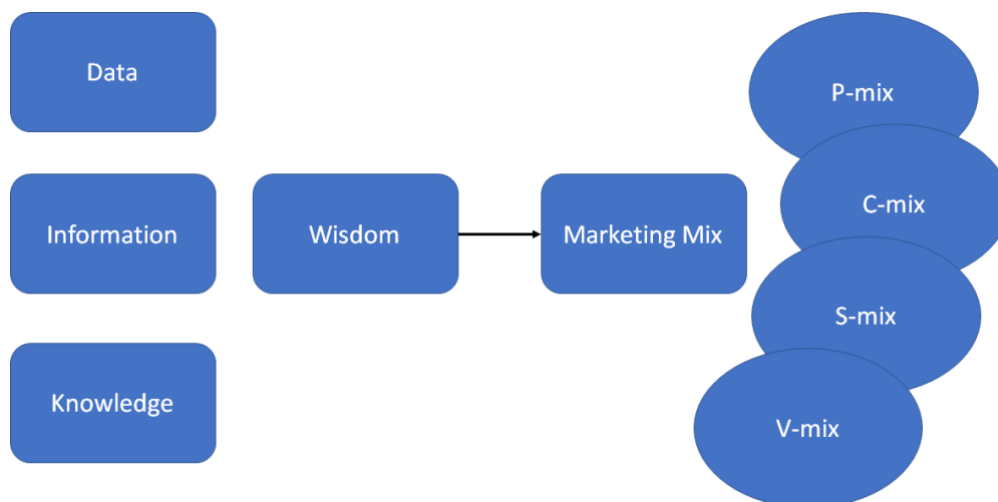 Data
Information
Knowledge
Wisdom
Marketing Mix
P-mix
C-mix
S-mix
V-mix